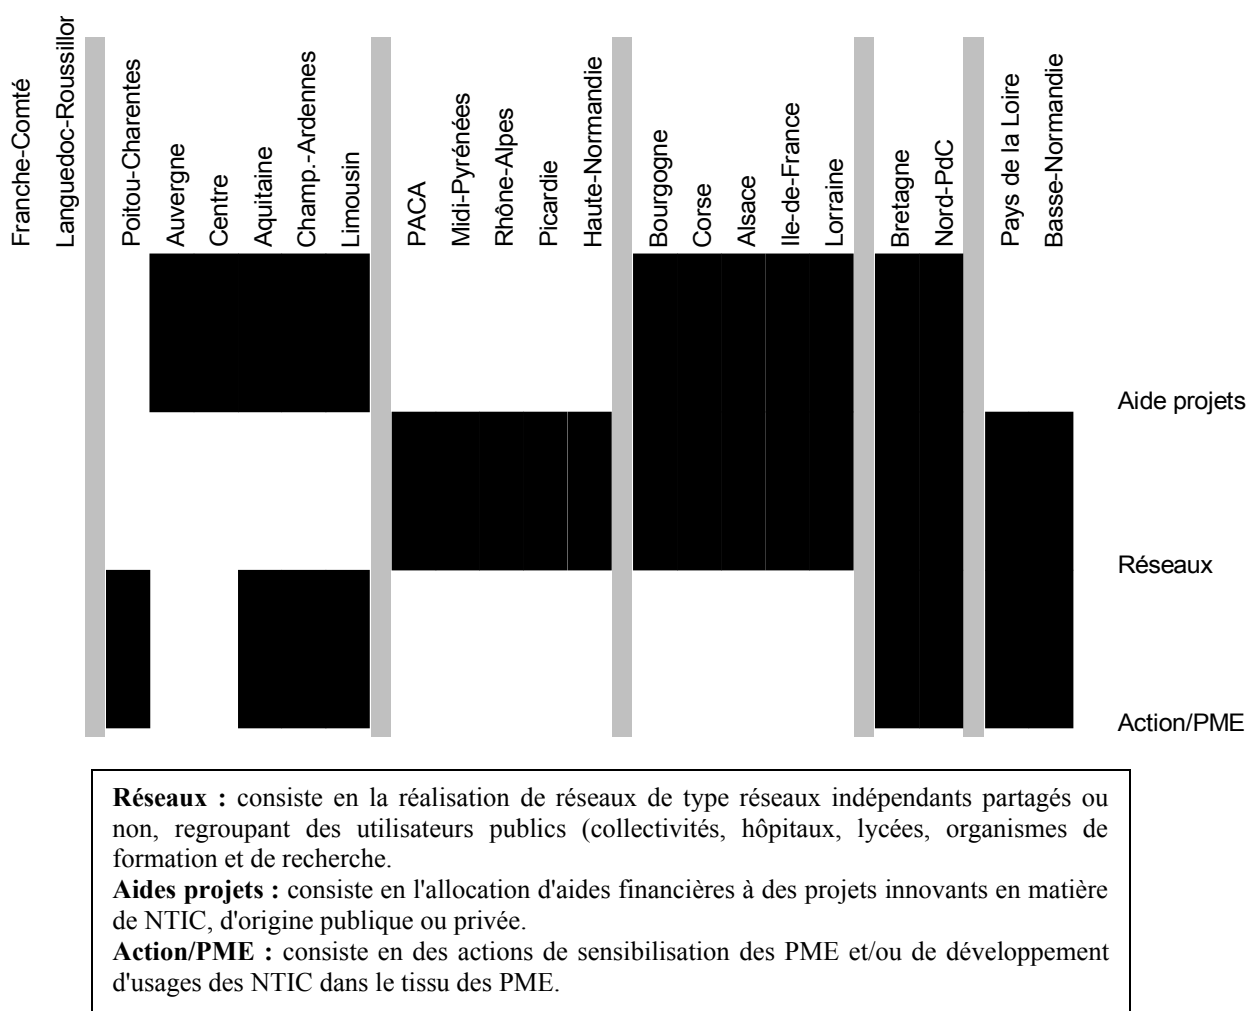 Franche-Comté
Languedoc-Roussillor
Poitou-Charentes
Auvergne
Centre
Aquitaine
Champ.-Ardennes
Limousin
PACA
Midi-Pyrénées
Rhône-Alpes
Picardie
Haute-Normandie
Bourgogne
Corse
Alsace
Ile-de-France
Lorraine
Bretagne
Nord-PdC
Pays de la Loire
Basse-Normandie
Aide projets
Réseaux
Action/PME
Réseaux : consiste en la réalisation de réseaux de type réseaux indépendants partagés ou
non, regroupant des utilisateurs publics (collectivités, hôpitaux, lycées, organismes de
formation et de recherche.
Aides projets : consiste en l'allocation d'aides financières à des projets innovants en matière
de NTIC, d'origine publique ou privée.
Action/PME : consiste en des actions de sensibilisation des PME et/ou de développement
d'usages des NTIC dans le tissu des PME.